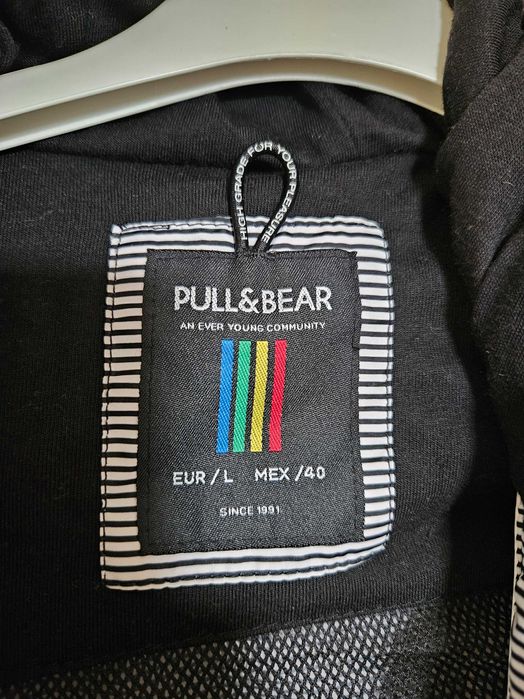 HIGH GRADE FOR YOUR PLEASURE
PULL&BEAR
AN EVER YOUNG COMMUNITY
EUR / L MEX /40
SINCE 1991